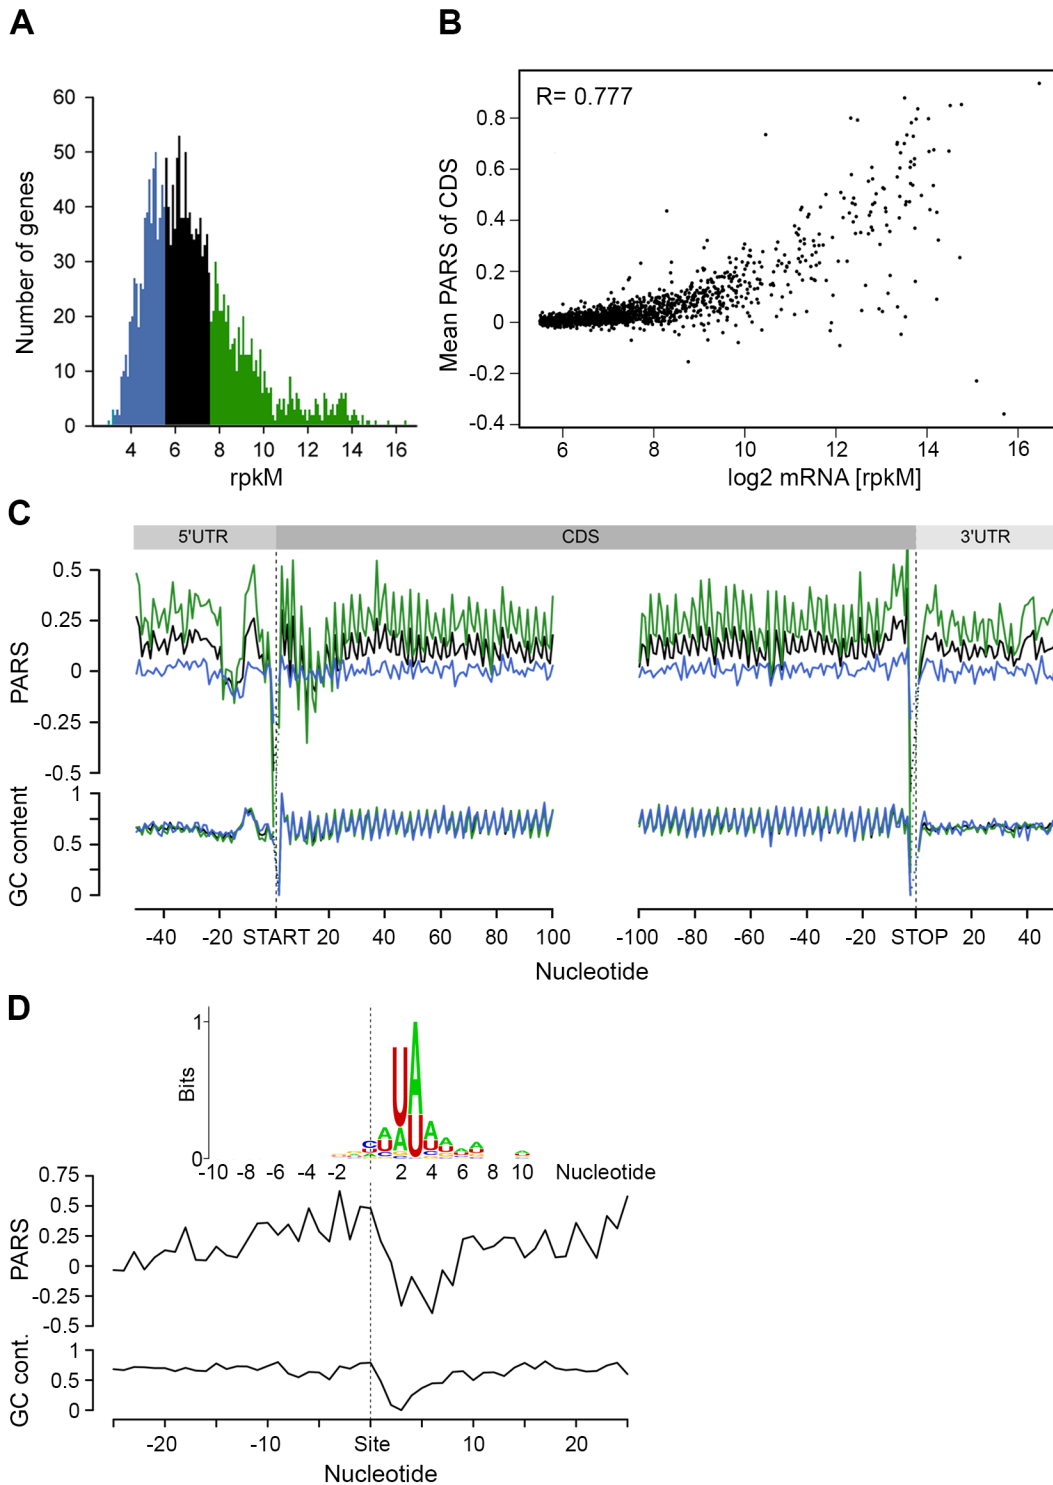 A
B
60
50
40
30
20
10
0
Number of genes
4 6 8 10 12 14 16
rpkM
R= 0.777
0.8
0.6
0.4
0.2
0
-0.2
-0.4
Mean PARS of CDS
6 8 10 12 14 16
log2 mRNA [rpkM]
C
5'UTR CDS 3'UTR
0.5
0.25
0
-0.25
-0.5
PARS
1
0.5
0
GC content
-40 -20 START 20 40 60 80 100 -100 -80 -60 -40 -20 STOP 20 40
Nucleotide
D
1
0
Bits
U A
-10 -8 -6 -4 -2 2 4 6 8 10 Nucleotide
0.75
0.5
0.25
0
-0.25
-0.5
PARS
1
0.5
0
GC cont.
-20 -10 Site 10 20
Nucleotide